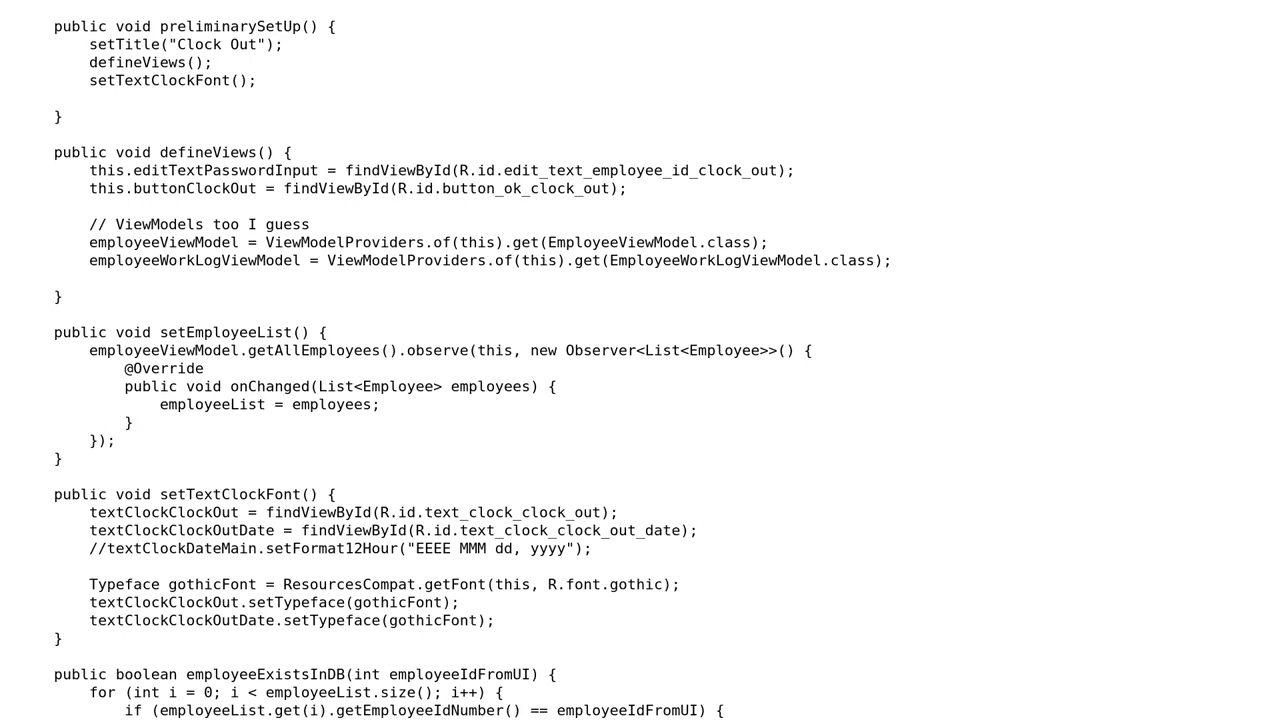 public void preliminarySetUp() {
    setTitle("Clock Out");
    defineViews();
    setTextClockFont();

}

public void defineViews() {
    this.editTextPasswordInput = findViewById(R.id.edit_text_employee_id_clock_out);
    this.buttonClockOut = findViewById(R.id.button_ok_clock_out);

    // ViewModels too I guess
    employeeViewModel = ViewModelProviders.of(this).get(EmployeeViewModel.class);
    employeeWorkLogViewModel = ViewModelProviders.of(this).get(EmployeeWorkLogViewModel.class);

}

public void setEmployeeList() {
    employeeViewModel.getAllEmployees().observe(this, new Observer<List<Employee>>() {
        @Override
        public void onChanged(List<Employee> employees) {
            employeeList = employees;
        }
    });
}

public void setTextClockFont() {
    textClockClockOut = findViewById(R.id.text_clock_clock_out);
    textClockClockOutDate = findViewById(R.id.text_clock_clock_out_date);
    //textClockDateMain.setFormat12Hour("EEEE MMM dd, yyyy");

    Typeface gothicFont = ResourcesCompat.getFont(this, R.font.gothic);
    textClockClockOut.setTypeface(gothicFont);
    textClockClockOutDate.setTypeface(gothicFont);
}

public boolean employeeExistsInDB(int employeeIdFromUI) {
    for (int i = 0; i < employeeList.size(); i++) {
        if (employeeList.get(i).getEmployeeIdNumber() == employeeIdFromUI) {